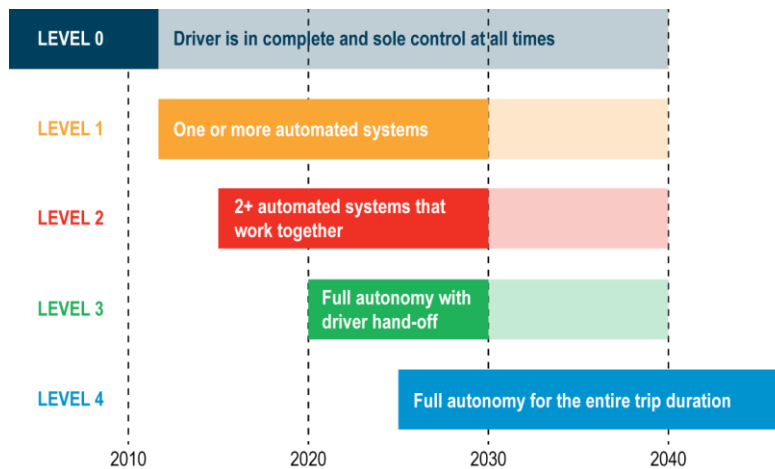 LEVEL 0
Driver is in complete and sole control at all times
LEVEL 1
One or more automated systems
LEVEL 2
2+ automated systems that
work together
LEVEL 3
Full autonomy with
driver hand-off
LEVEL 4
Full autonomy for the entire trip duration
2010
2020
2030
2040